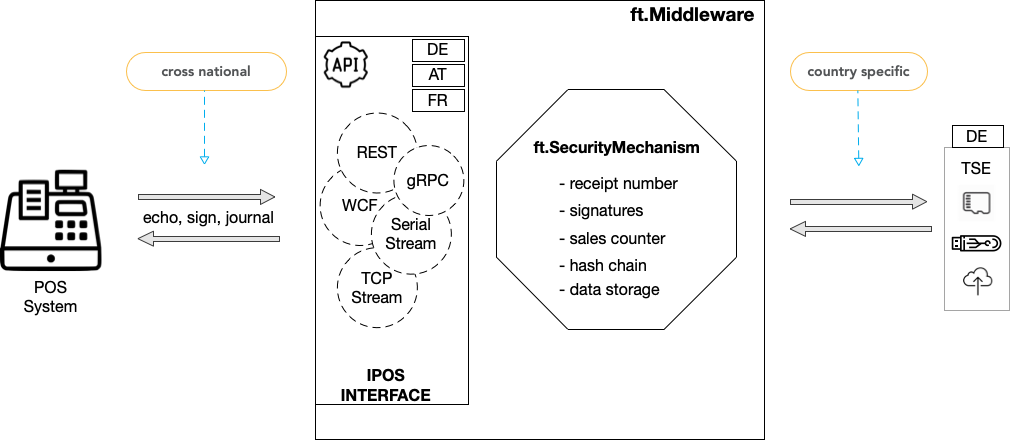 ft.Middleware
cross national
API
DE
AT
FR
country specific
REST
gRPC
WCF
Serial
Stream
TCP
Stream
ft.SecurityMechanism
- receipt number
- signatures
- sales counter
- hash chain
- data storage
DE
TSE
echo, sign, journal
POS
System
IPOS
INTERFACE